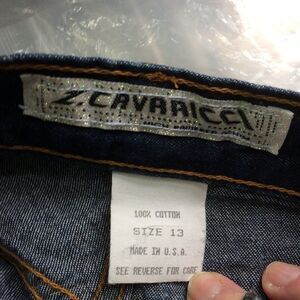 Z.CAVARICCI
100% COTTON
SIZE 13
MADE IN U.S.A.
SEE REVERSE FOR CARE